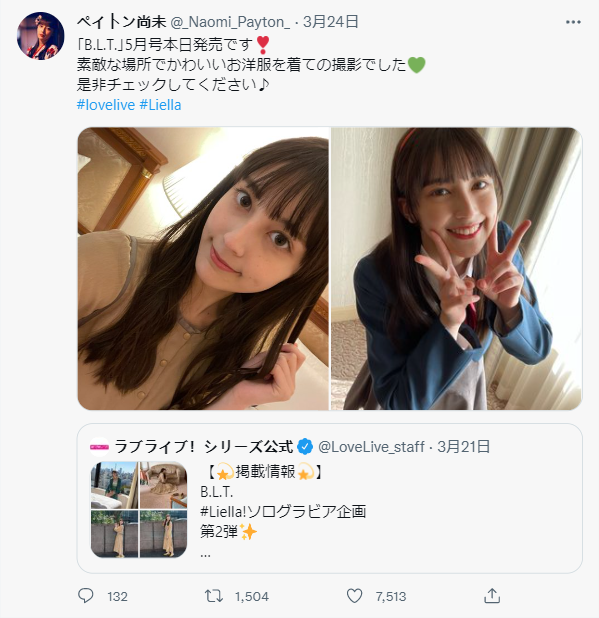 ペイトン尚未 @_Naomi_Payton_ · 3月24日
「B.L.T.」5月号本日発売です❣️
素敵な場所でかわいいお洋服を着ての撮影でした💚
是非チェックしてください♪
#lovelive #Liella
ラブライブ！シリーズ公式 @LoveLive_staff · 3月21日
【💫掲載情報💫】
B.L.T.
#Liella!ソログラビア企画
第2弾✨
...
132 1,504 7,513